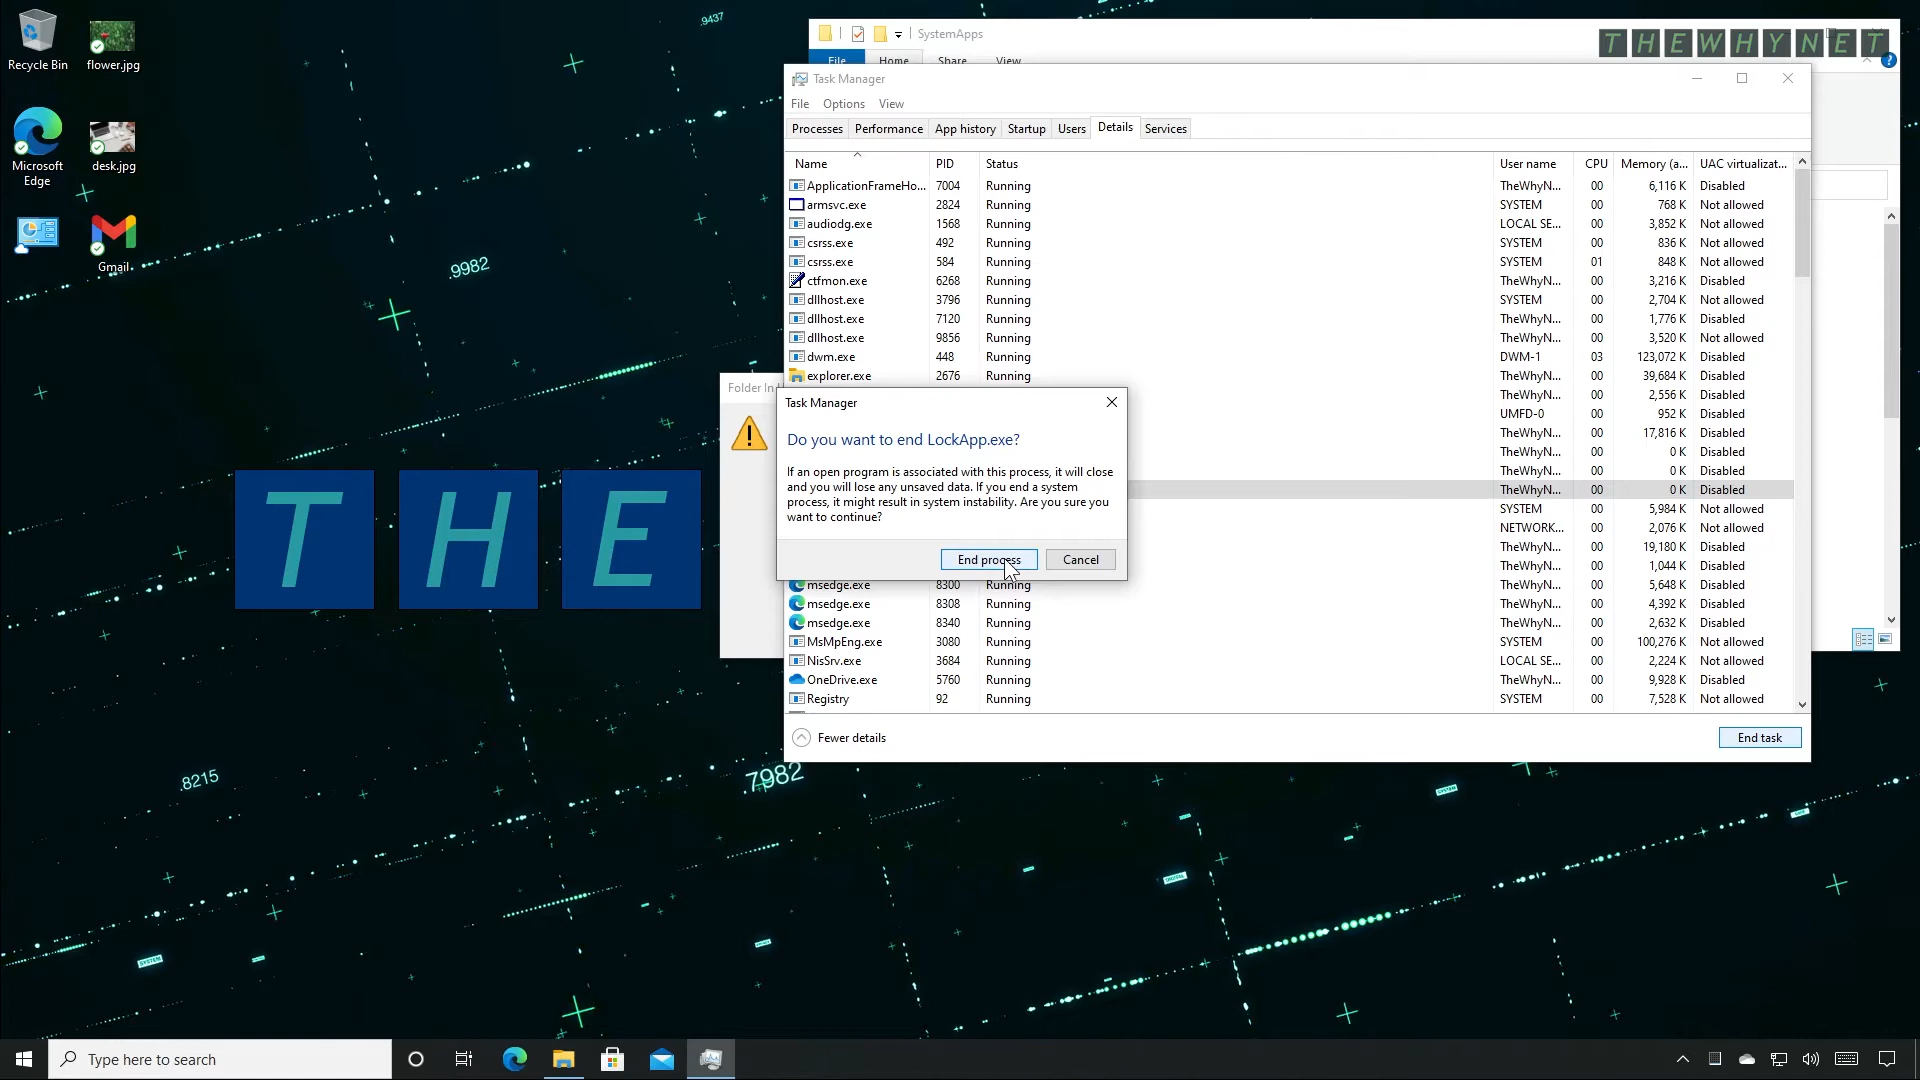 Recycle Bin
flower.jpg
Microsoft
Edge
desk.jpg
Gmail
.9437
.9982
.8215
.7982
T H E
SystemApps
T H E W H Y N E T
File Home Share View
Task Manager
File Options View
Processes Performance App history Startup Users Details Services
Name PID Status User name CPU Memory (a... UAC virtualizat...
ApplicationFrameHo... 7004 Running TheWhyN... 00 6,116 K Disabled
armsvc.exe 2824 Running SYSTEM 00 768 K Not allowed
audiodg.exe 1568 Running LOCAL SE... 00 3,852 K Not allowed
csrss.exe 492 Running SYSTEM 00 836 K Not allowed
csrss.exe 584 Running SYSTEM 01 848 K Not allowed
ctfmon.exe 6268 Running TheWhyN... 00 3,216 K Disabled
dllhost.exe 3796 Running SYSTEM 00 2,704 K Not allowed
dllhost.exe 7120 Running TheWhyN... 00 1,776 K Disabled
dllhost.exe 9856 Running TheWhyN... 00 3,520 K Not allowed
dwm.exe 448 Running DWM-1 03 123,072 K Disabled
explorer.exe 2676 Running TheWhyN... 00 39,684 K Disabled
TheWhyN... 00 2,556 K Disabled
UMFD-0 00 952 K Disabled
TheWhyN... 00 17,816 K Disabled
TheWhyN... 00 0 K Disabled
TheWhyN... 00 0 K Disabled
TheWhyN... 00 0 K Disabled
SYSTEM 00 5,984 K Not allowed
NETWORK... 00 2,076 K Not allowed
TheWhyN... 00 19,180 K Disabled
TheWhyN... 00 1,044 K Disabled
msedge.exe 8300 Running TheWhyN... 00 5,648 K Disabled
msedge.exe 8308 Running TheWhyN... 00 4,392 K Disabled
msedge.exe 8340 Running TheWhyN... 00 2,632 K Disabled
MsMpEng.exe 3080 Running SYSTEM 00 100,276 K Not allowed
NisSrv.exe 3684 Running LOCAL SE... 00 2,224 K Not allowed
OneDrive.exe 5760 Running TheWhyN... 00 9,928 K Disabled
Registry 92 Running SYSTEM 00 7,528 K Not allowed
Fewer details
End task
Folder In
Task Manager
Do you want to end LockApp.exe?
If an open program is associated with this process, it will close
and you will lose any unsaved data. If you end a system
process, it might result in system instability. Are you sure you
want to continue?
End process Cancel
Type here to search